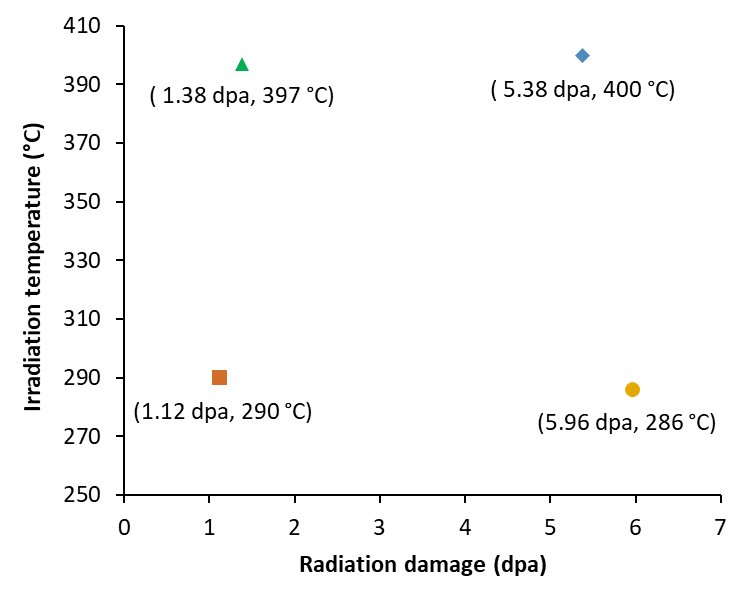 410
390
370
350
330
310
290
270
250
Irradiation temperature (°C)
( 1.38 dpa, 397 °C)
( 5.38 dpa, 400 °C)
(1.12 dpa, 290 °C)
(5.96 dpa, 286 °C)
0 1 2 3 4 5 6 7
Radiation damage (dpa)